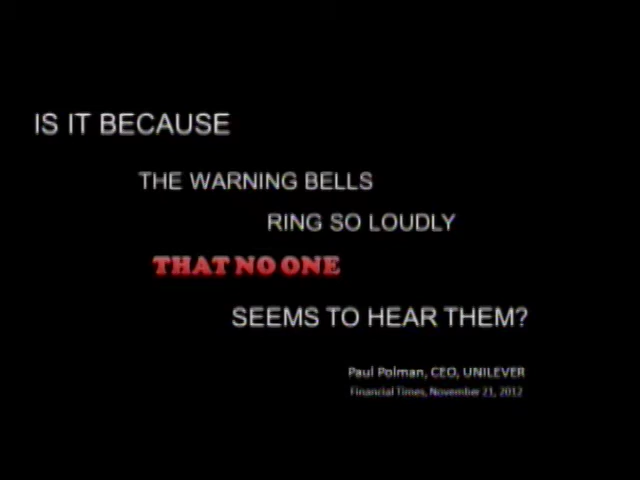 IS IT BECAUSE
THE WARNING BELLS
RING SO LOUDLY
THAT NO ONE
SEEMS TO HEAR THEM?
Paul Polman, CEO, UNILEVER
Financial Times, November 21, 2012